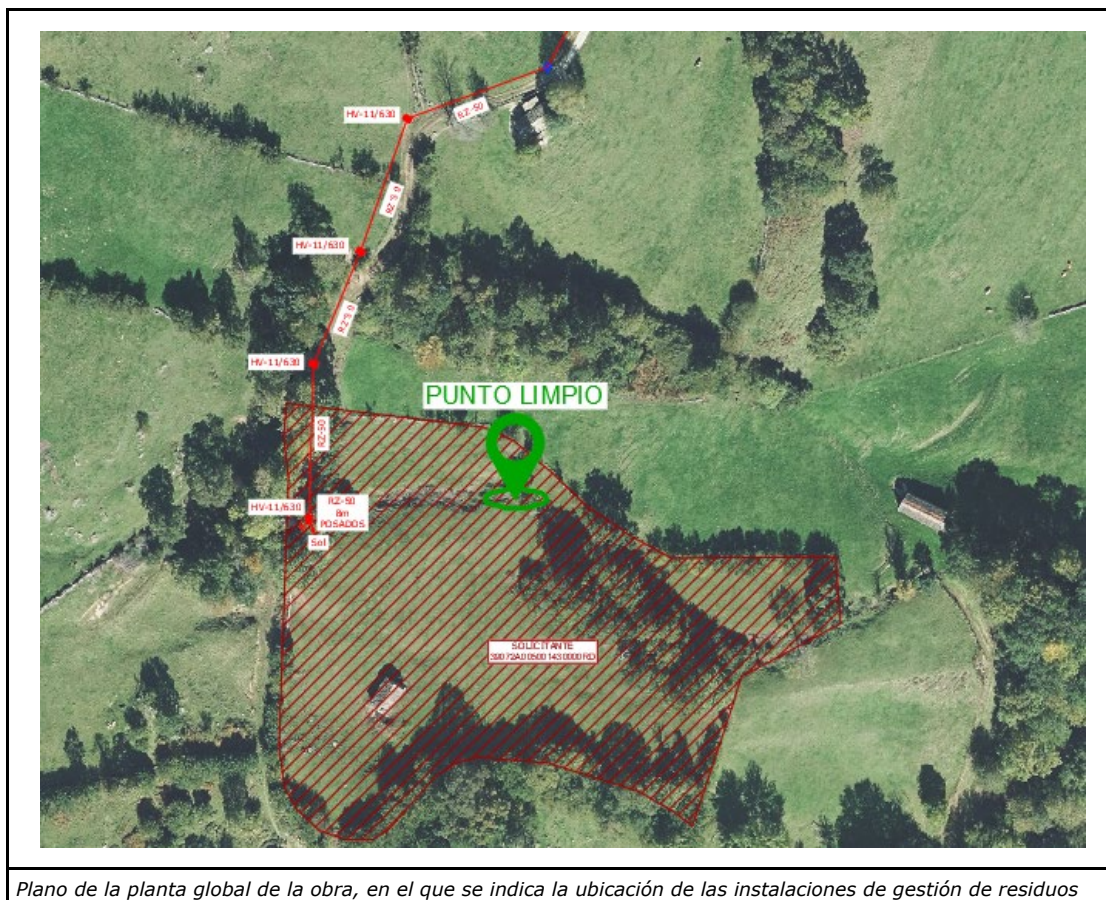 HV-11/630
RZ-50
RZ-50
HV-11/630
RZ-50
HV-11/630
PUNTO LIMPIO
RZ-50
HV-11/630
RZ-50
8m
POSADOS
Sol
SOLICITANTE
39072A005001430000RD
Plano de la planta global de la obra, en el que se indica la ubicación de las instalaciones de gestión de residuos